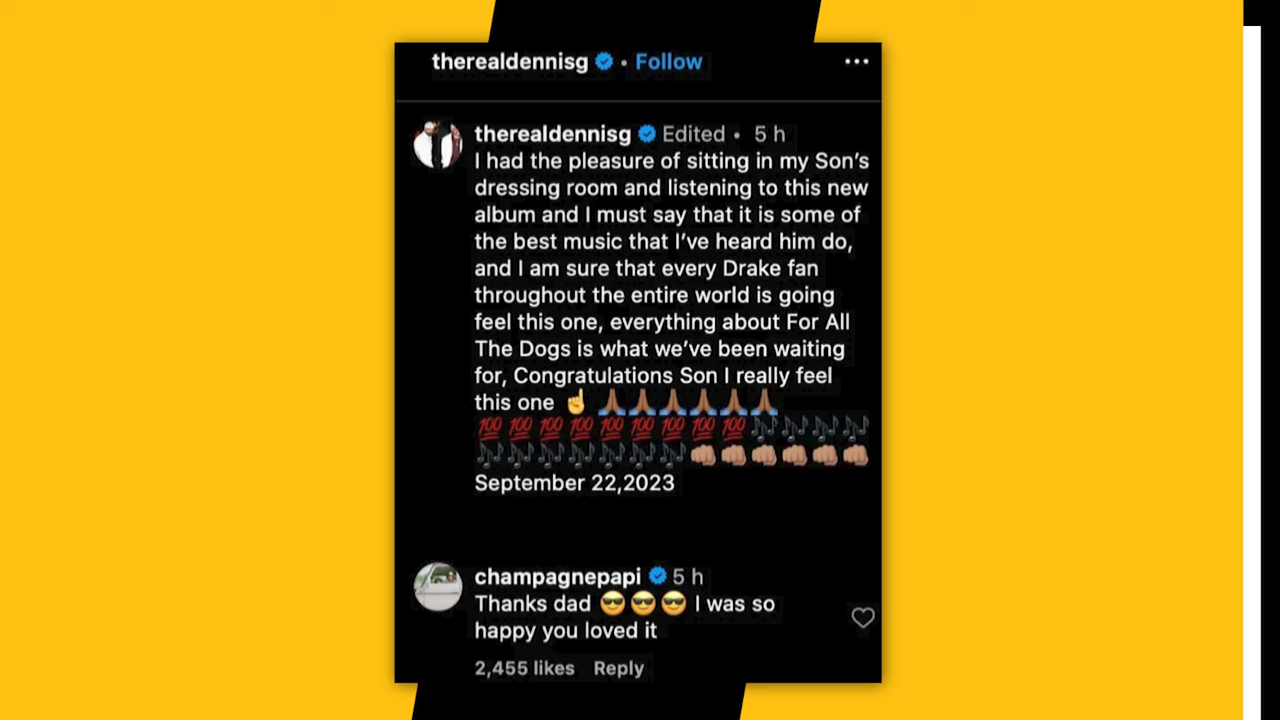 therealdennisg • Follow
therealdennisg Edited • 5 h
I had the pleasure of sitting in my Son’s
dressing room and listening to this new
album and I must say that it is some of
the best music that I’ve heard him do,
and I am sure that every Drake fan
throughout the entire world is going
feel this one, everything about For All
The Dogs is what we’ve been waiting
for, Congratulations Son I really feel
this one ☝️ 🙏🏾🙏🏾🙏🏾🙏🏾🙏🏾🙏🏾
💯💯💯💯💯💯💯💯💯🎶🎶🎶🎶
🎶🎶🎶🎶🎶🎶🎶👊🏼👊🏼👊🏼👊🏼👊🏼👊🏼
September 22,2023
champagnepapi 5 h
Thanks dad 😎😎😎 I was so
happy you loved it
2,455 likes Reply